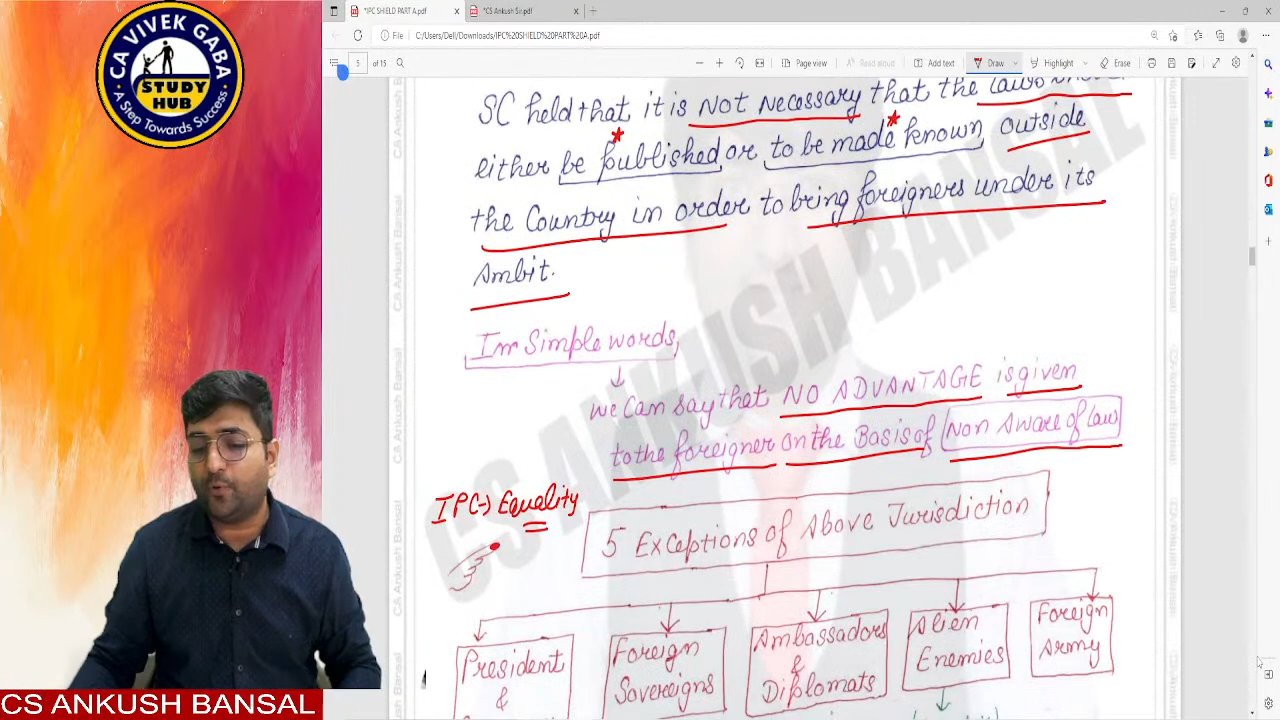 CA VIVEK GABA
STUDY
HUB
A Step Towards Success
CS ANKUSH BANSAL
*IPC SHIELD PART A.pdf
*CS Ankush Sir.pdf
File
C:/Users/Dell/Downloads/IPC%20SHIELD%20PART%20A.pdf
5
of 19
Page view
Read aloud
Add text
Draw
Highlight
Erase
SC held that it is NOT Necessary that the Laws
either be published or to be made known outside
the Country in order to bring foreigners under its
Ambit.
In Simple words,
we can say that NO ADVANTAGE is given
to the foreigner on the Basis of Non Aware of Law
IPC-) Equality
5 Exceptions of Above Jurisdiction
President
&
Foreign
Sovereigns
Ambassadors
&
Diplomats
Alien
Enemies
Foreign
Army
CS ANKUSH BANSAL